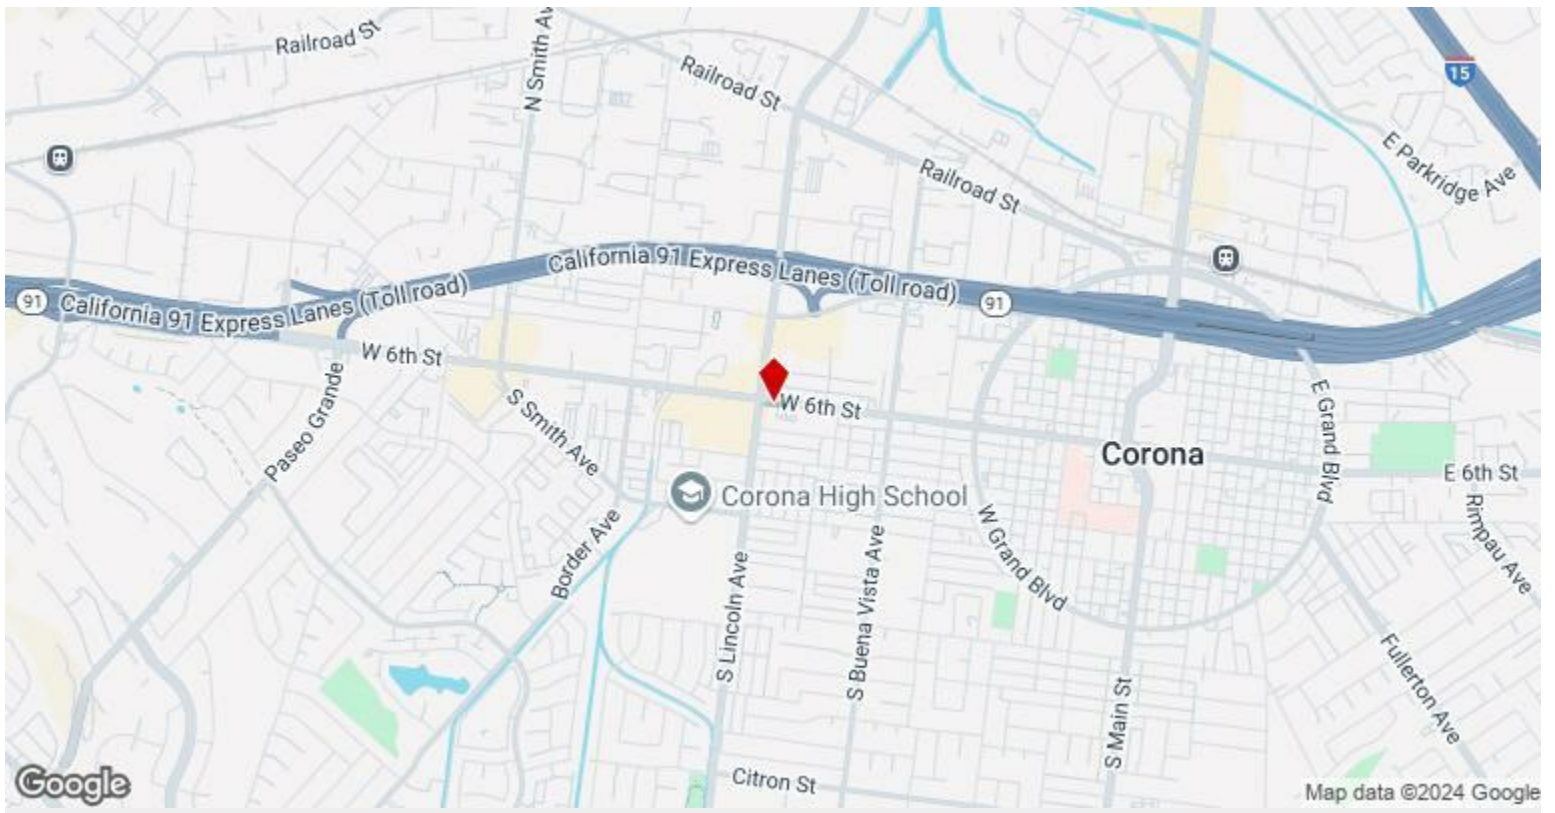 Railroad St
N Smith Av
Railroad St
15
E Parkridge Ave
Railroad St
California 91 Express Lanes (Toll road)
91
California 91 Express Lanes (Toll road)
91
W 6th St
W 6th St
Paseo Grande
S Smith Ave
E Grand Blvd
Corona
E 6th St
Corona High School
Rimpau Ave
Border Ave
W Grand Blvd
S Lincoln Ave
S Buena Vista Ave
Fullerton Ave
S Main St
Citron St
Google
Map data ©2024 Google